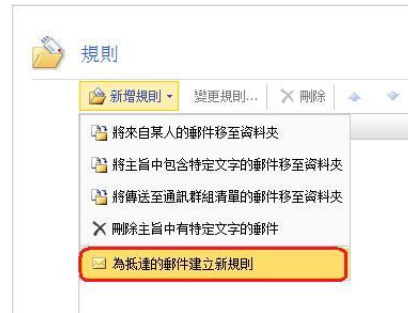 規則
新增規則 變更規則... 刪除
將來自某人的郵件移至資料夾
將主旨中包含特定文字的郵件移至資料夾
將傳送至通訊群組清單的郵件移至資料夾
刪除主旨中有特定文字的郵件
為抵達的郵件建立新規則